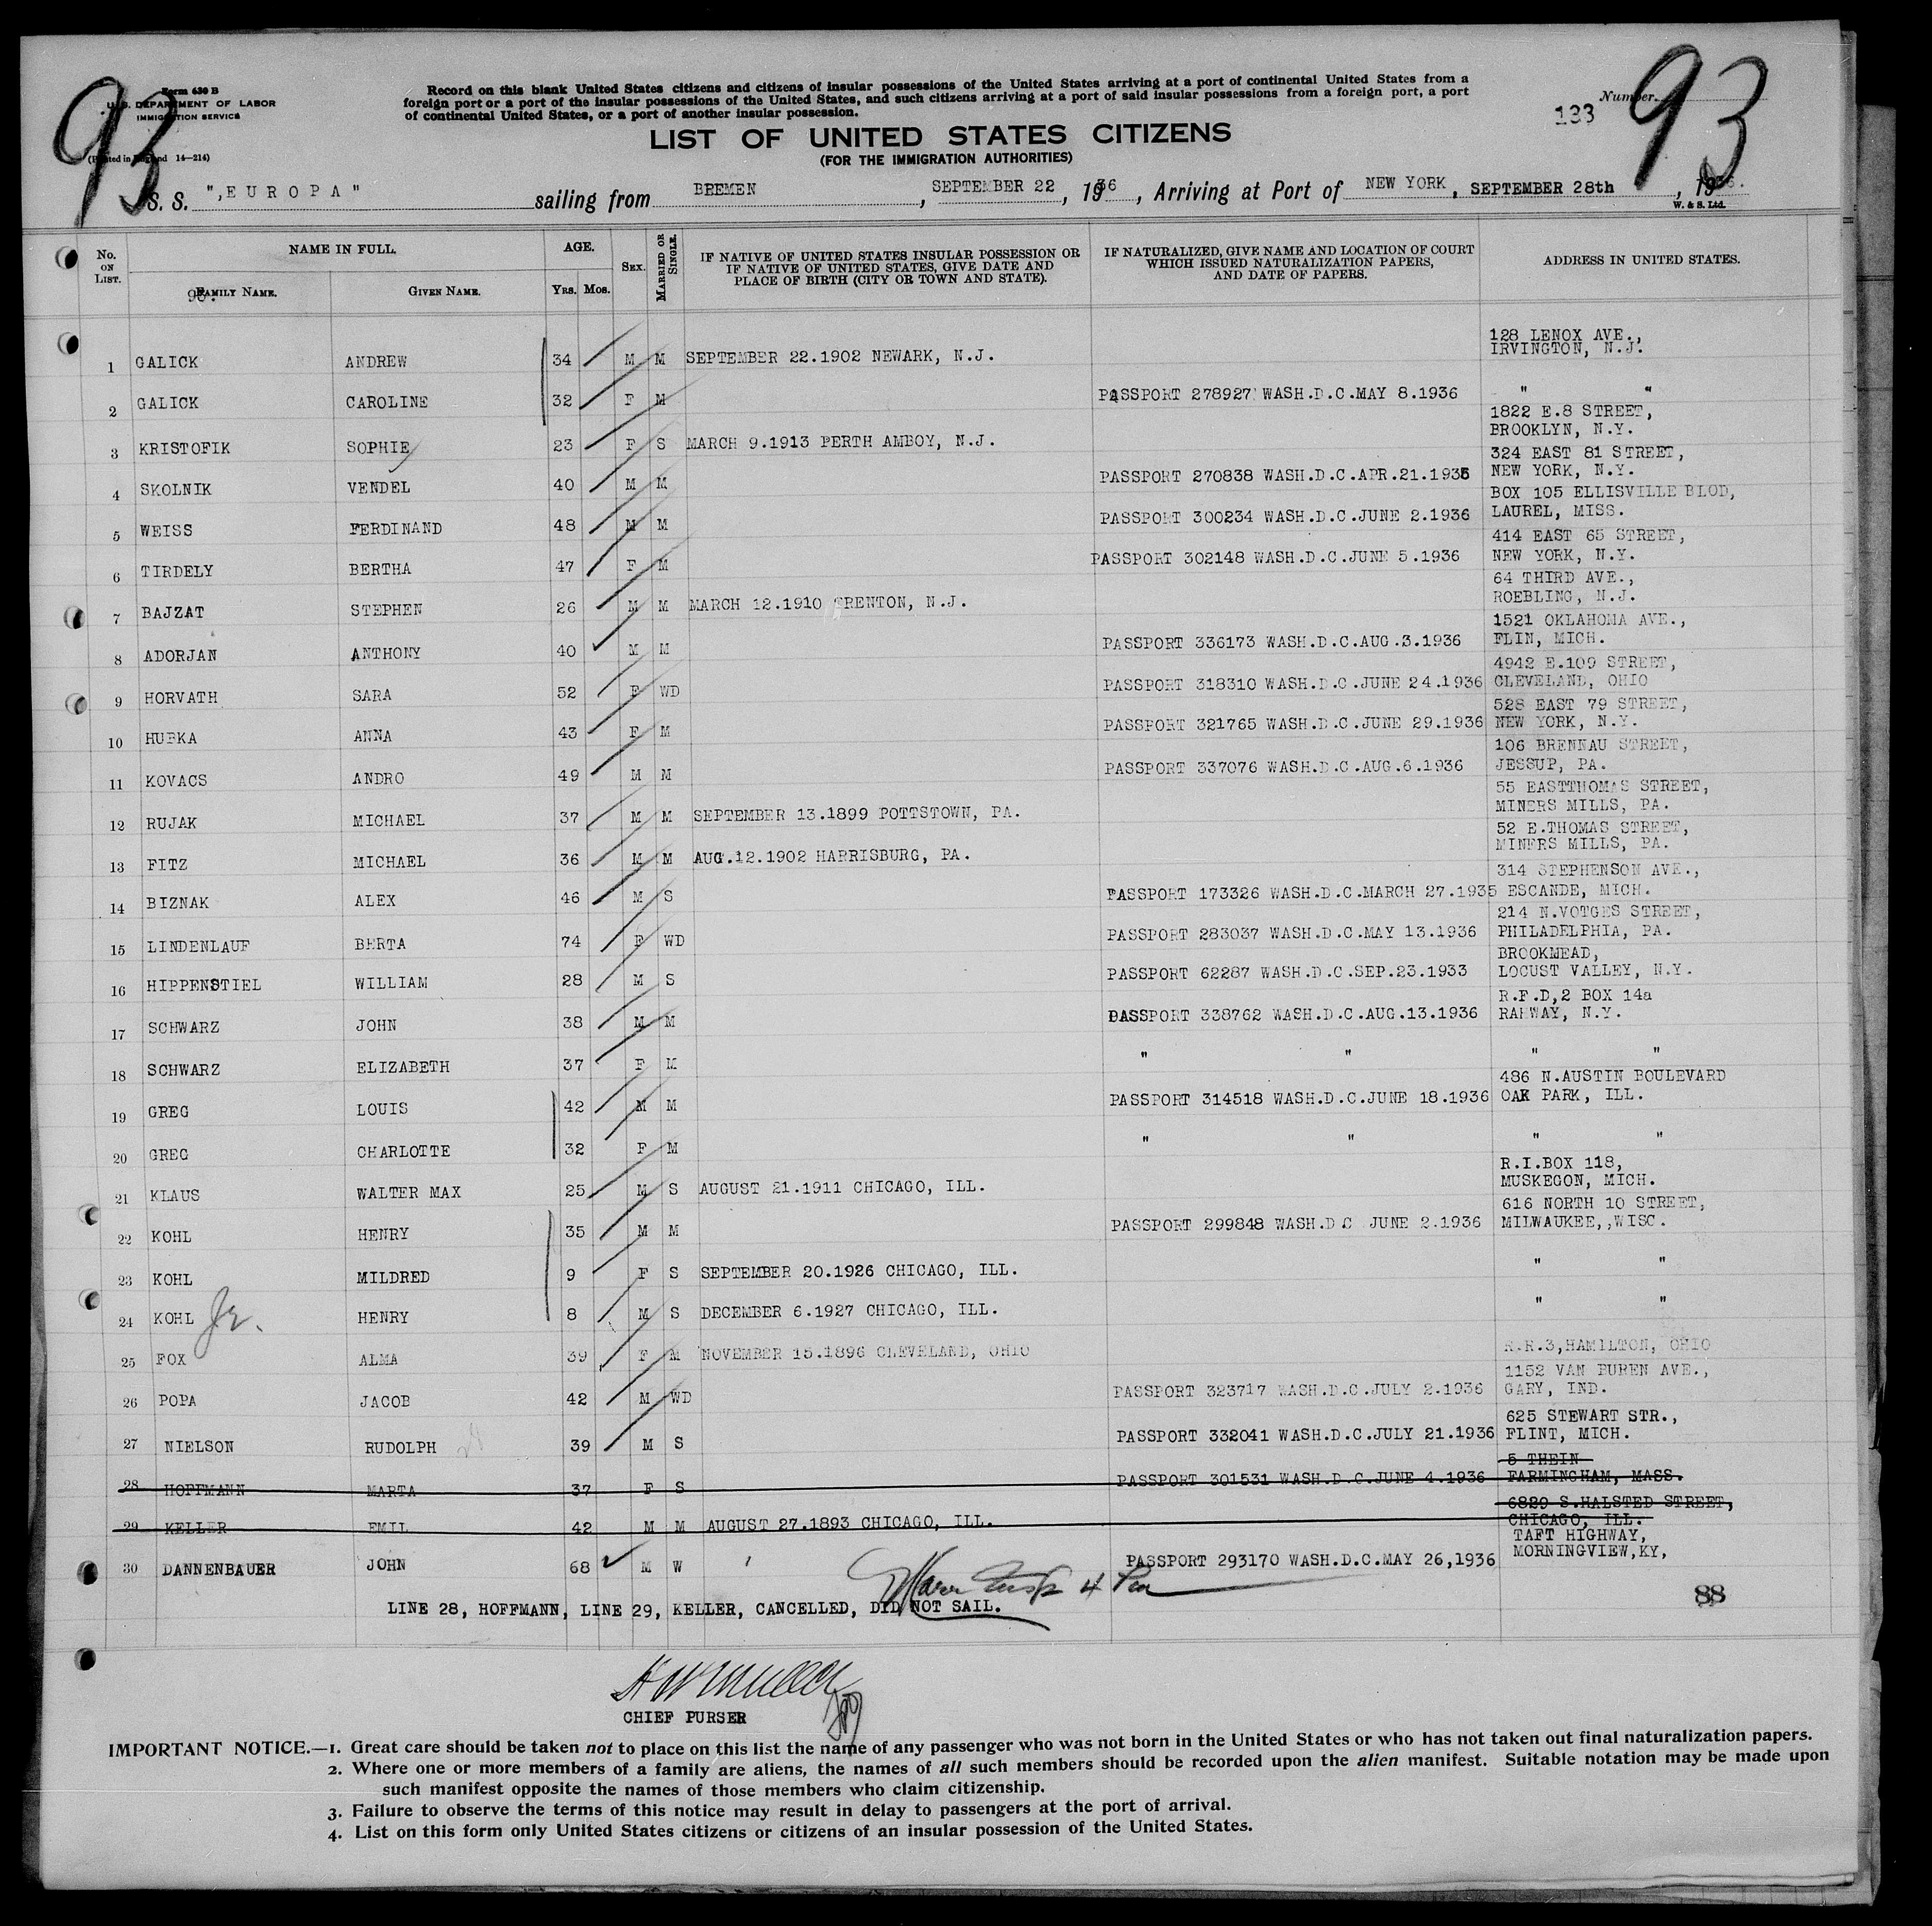 93
Form 630 B
U. S. DEPARTMENT OF LABOR
IMMIGRATION SERVICE
(Printed in England 14—214)
Record on this blank United States citizens and citizens of insular possessions of the United States arriving at a port of continental United States from a
foreign port or a port of the insular possessions of the United States, and such citizens arriving at a port of said insular possessions from a foreign port, a port
of continental United States, or a port of another insular possession.
133
Number
93
LIST OF UNITED STATES CITIZENS
(FOR THE IMMIGRATION AUTHORITIES)
S. S. ",EUROPA" sailing from BREMEN, SEPTEMBER 22, 1936, Arriving at Port of NEW YORK, SEPTEMBER 28th, 1936.
W. & S. Ltd.
No. ON LIST. NAME IN FULL. AGE. SEX. MARRIED OR SINGLE. IF NATIVE OF UNITED STATES INSULAR POSSESSION OR IF NATIVE OF UNITED STATES, GIVE DATE AND PLACE OF BIRTH (CITY OR TOWN AND STATE). IF NATURALIZED, GIVE NAME AND LOCATION OF COURT WHICH ISSUED NATURALIZATION PAPERS, AND DATE OF PAPERS. ADDRESS IN UNITED STATES.
FAMILY NAME. GIVEN NAME. YRS. MOS.
128 LENOX AVE.,
1 GALICK ANDREW 34 M M SEPTEMBER 22.1902 NEWARK, N.J. IRVINGTON, N.J.
2 GALICK CAROLINE 32 F M PASSPORT 278927 WASH.D.C.MAY 8.1936 " "
1822 E.8 STREET,
3 KRISTOFIK SOPHIE 23 F S MARCH 9.1913 PERTH AMBOY, N.J. BROOKLYN, N.Y.
324 EAST 81 STREET,
4 SKOLNIK VENDEL 40 M M PASSPORT 270838 WASH.D.C.APR.21.1936 NEW YORK, N.Y.
BOX 105 ELLISVILLE BLOD,
5 WEISS FERDINAND 48 M M PASSPORT 300234 WASH.D.C.JUNE 2.1936 LAUREL, MISS.
414 EAST 65 STREET,
6 TIRDELY BERTHA 47 F M PASSPORT 302148 WASH.D.C.JUNE 5.1936 NEW YORK, N.Y.
64 THIRD AVE.,
7 BAJZAT STEPHEN 26 M M MARCH 12.1910 TRENTON, N.J. ROEBLING, N.J.
1521 OKLAHOMA AVE.,
8 ADORJAN ANTHONY 40 M M PASSPORT 336173 WASH.D.C.AUG.3.1936 FLIN, MICH.
4942 E.109 STREET,
9 HORVATH SARA 52 F WD PASSPORT 318310 WASH.D.C.JUNE 24.1936 CLEVELAND, OHIO
528 EAST 79 STREET,
10 HUBKA ANNA 43 F M PASSPORT 321765 WASH.D.C.JUNE 29.1936 NEW YORK, N.Y.
106 BRENNAU STREET,
11 KOVACS ANDRO 49 M M PASSPORT 337076 WASH.D.C.AUG.6.1936 JESSUP, PA.
55 EASTTHOMAS STREET,
12 RUJAK MICHAEL 37 M M SEPTEMBER 13.1899 POTTSTOWN, PA. MINERS MILLS, PA.
52 E.THOMAS STREET,
13 FITZ MICHAEL 36 M M AUG.12.1902 HARRISBURG, PA. MINERS MILLS, PA.
314 STEPHENSON AVE.,
14 BIZNAK ALEX 46 M S PASSPORT 173326 WASH.D.C.MARCH 27.1935 ESCANDE, MICH.
214 N.VOTGES STREET,
15 LINDENLAUF BERTA 74 F WD PASSPORT 283037 WASH.D.C.MAY 13.1936 PHILADELPHIA, PA.
BROOKMEAD,
16 HIPPENSTIEL WILLIAM 28 M S PASSPORT 62287 WASH.D.C.SEP.23.1933 LOCUST VALLEY, N.Y.
R.F.D,2 BOX 14a
17 SCHWARZ JOHN 38 M M PASSPORT 338762 WASH.D.C.AUG.13.1936 RAHWAY, N.Y.
18 SCHWARZ ELIZABETH 37 F M " " " "
486 N.AUSTIN BOULEVARD
19 GREG LOUIS 42 M M PASSPORT 314518 WASH.D.C.JUNE 18.1936 OAK PARK, ILL.
20 GREG CHARLOTTE 32 F M " " " "
R.I.BOX 118,
21 KLAUS WALTER MAX 25 M S AUGUST 21.1911 CHICAGO, ILL. MUSKEGON, MICH.
616 NORTH 10 STREET,
22 KOHL HENRY 35 M M PASSPORT 299848 WASH.D C JUNE 2.1936 MILWAUKEE,,WISC.
23 KOHL MILDRED 9 F S SEPTEMBER 20.1926 CHICAGO, ILL. " "
24 KOHL Jr. HENRY 8 M S DECEMBER 6.1927 CHICAGO, ILL. " "
25 FOX ALMA 39 F M NOVEMBER 15.1896 CLEVELAND, OHIO R.R.3,HAMILTON, OHIO
1152 VAN BUREN AVE.,
26 POPA JACOB 42 M WD PASSPORT 323717 WASH.D.C.JULY 2.1936 GARY, IND.
625 STEWART STR.,
27 NIELSON RUDOLPH 39 M S PASSPORT 332041 WASH.D.C.JULY 21.1936 FLINT, MICH.
5 THEIN
28 HOFFMANN MARTA 37 F S PASSPORT 301531 WASH.D.C.JUNE 4.1936 FARMINGHAM, MASS.
6829 S.HALSTED STREET,
29 KELLER EMIL 42 M M AUGUST 27.1893 CHICAGO, ILL. CHICAGO, ILL.
TAFT HIGHWAY,
30 DANNENBAUER JOHN 68 M W PASSPORT 293170 WASH.D.C.MAY 26,1936 MORNINGVIEW,KY,
88
LINE 28, HOFFMANN, LINE 29, KELLER, CANCELLED, DID NOT SAIL.
CHIEF PURSER
IMPORTANT NOTICE.—1. Great care should be taken not to place on this list the name of any passenger who was not born in the United States or who has not taken out final naturalization papers.
2. Where one or more members of a family are aliens, the names of all such members should be recorded upon the alien manifest. Suitable notation may be made upon
such manifest opposite the names of those members who claim citizenship.
3. Failure to observe the terms of this notice may result in delay to passengers at the port of arrival.
4. List on this form only United States citizens or citizens of an insular possession of the United States.